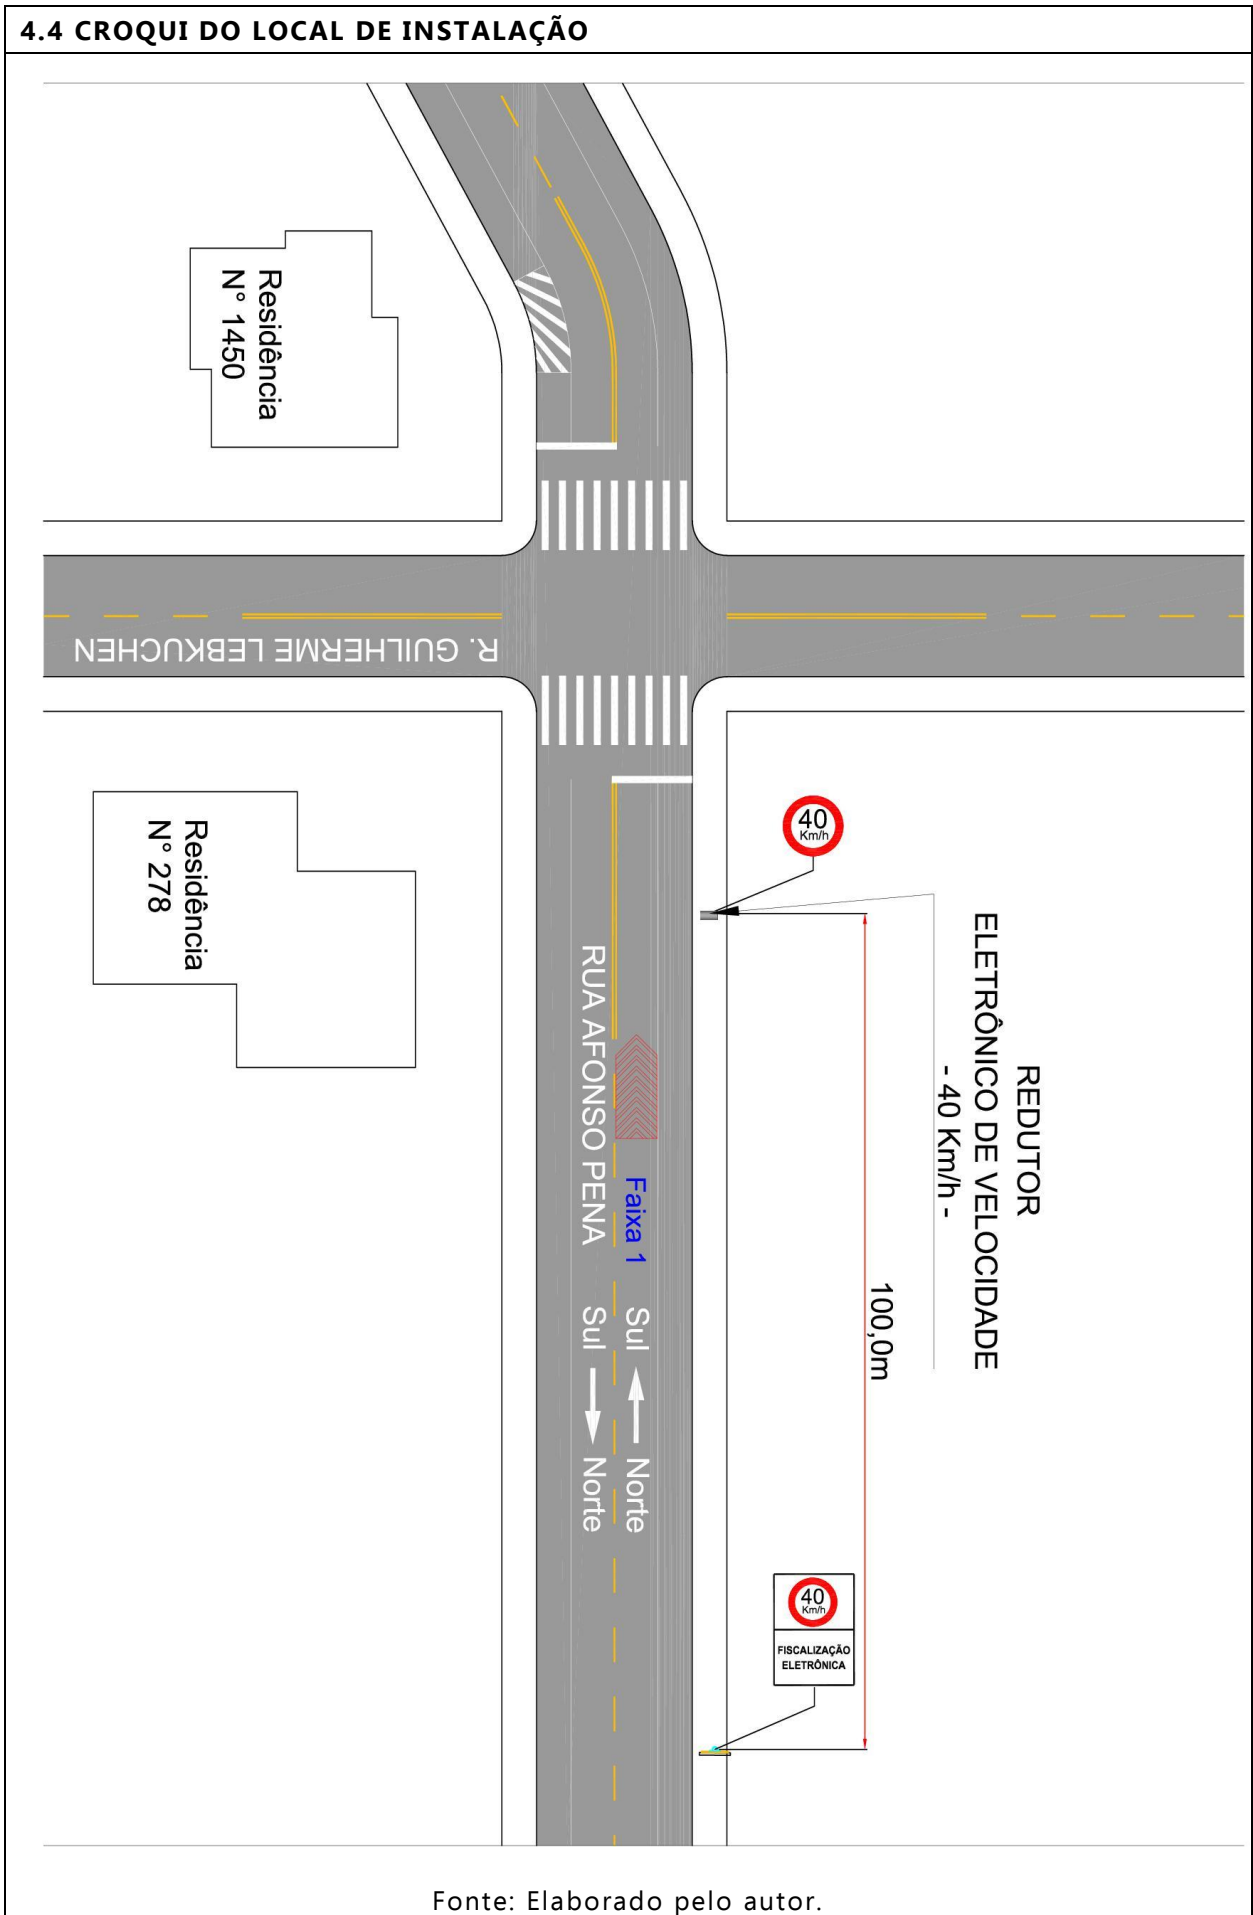 4.4 CROQUI DO LOCAL DE INSTALAÇÃO
Residência
N° 1450
R. GUILHERME LEBKUCHEN
Residência
N° 278
40
Km/h
REDUTOR
ELETRÔNICO DE VELOCIDADE
- 40 Km/h -
100,0m
RUA AFONSO PENA
Faixa 1
Sul
Norte
Sul
Norte
40
Km/h
FISCALIZAÇÃO
ELETRÔNICA
Fonte: Elaborado pelo autor.